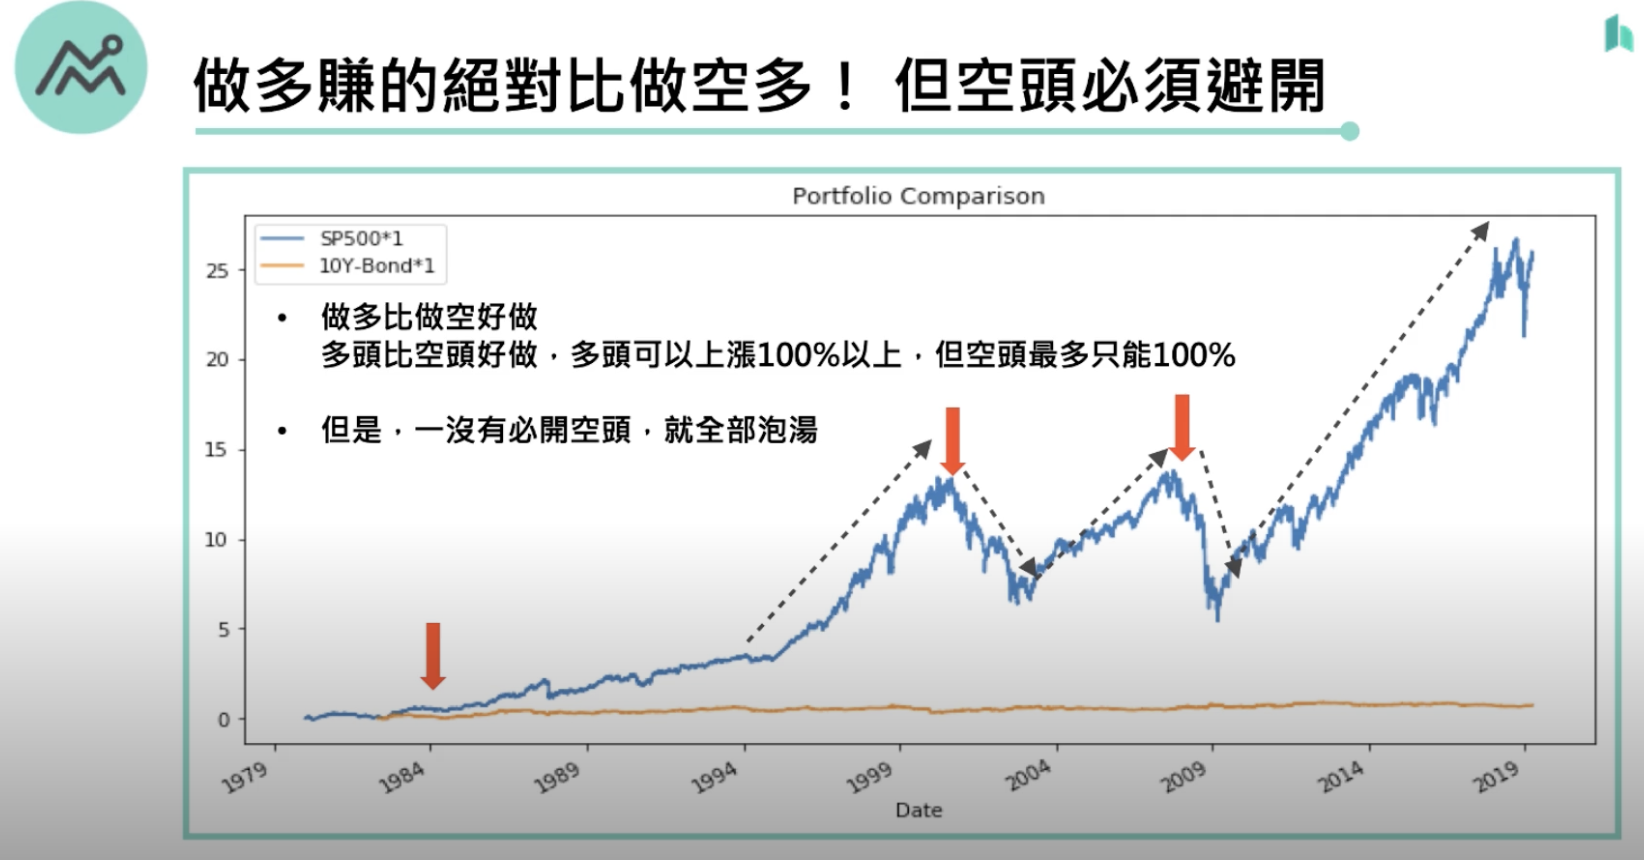 做多賺的絕對比做空多！ 但空頭必須避開
Portfolio Comparison
SP500*1
10Y-Bond*1
• 做多比做空好做
多頭比空頭好做，多頭可以上漲100%以上，但空頭最多只能100%
• 但是，一沒有必開空頭，就全部泡湯
25
20
15
10
5
0
1979
1984
1989
1994
1999
2004
2009
2014
2019
Date